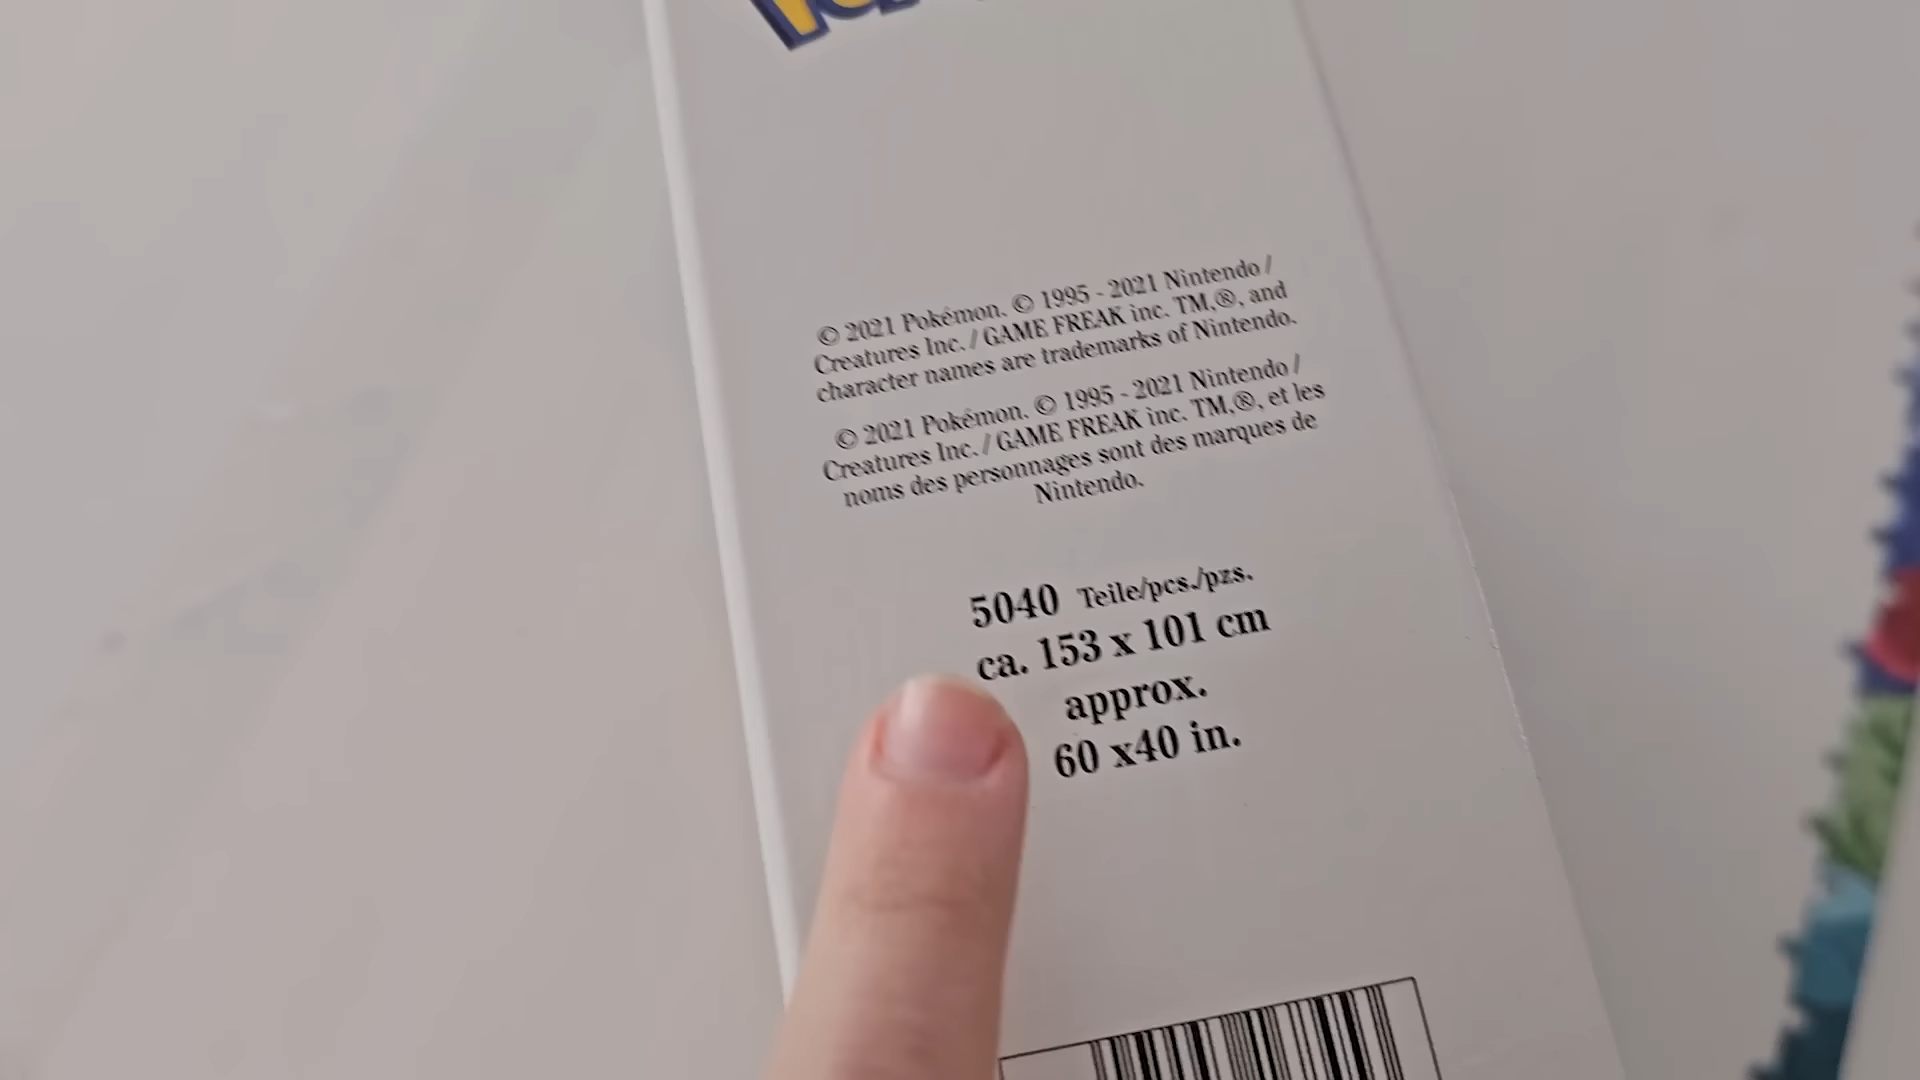 © 2021 Pokémon. © 1995 - 2021 Nintendo /
Creatures Inc. / GAME FREAK inc. TM,®, and
character names are trademarks of Nintendo.
© 2021 Pokémon. © 1995 - 2021 Nintendo /
Creatures Inc. / GAME FREAK inc. TM,®, et les
noms des personnages sont des marques de
Nintendo.
5040 Teile/pcs./pzs.
ca. 153 x 101 cm
approx.
60 x40 in.